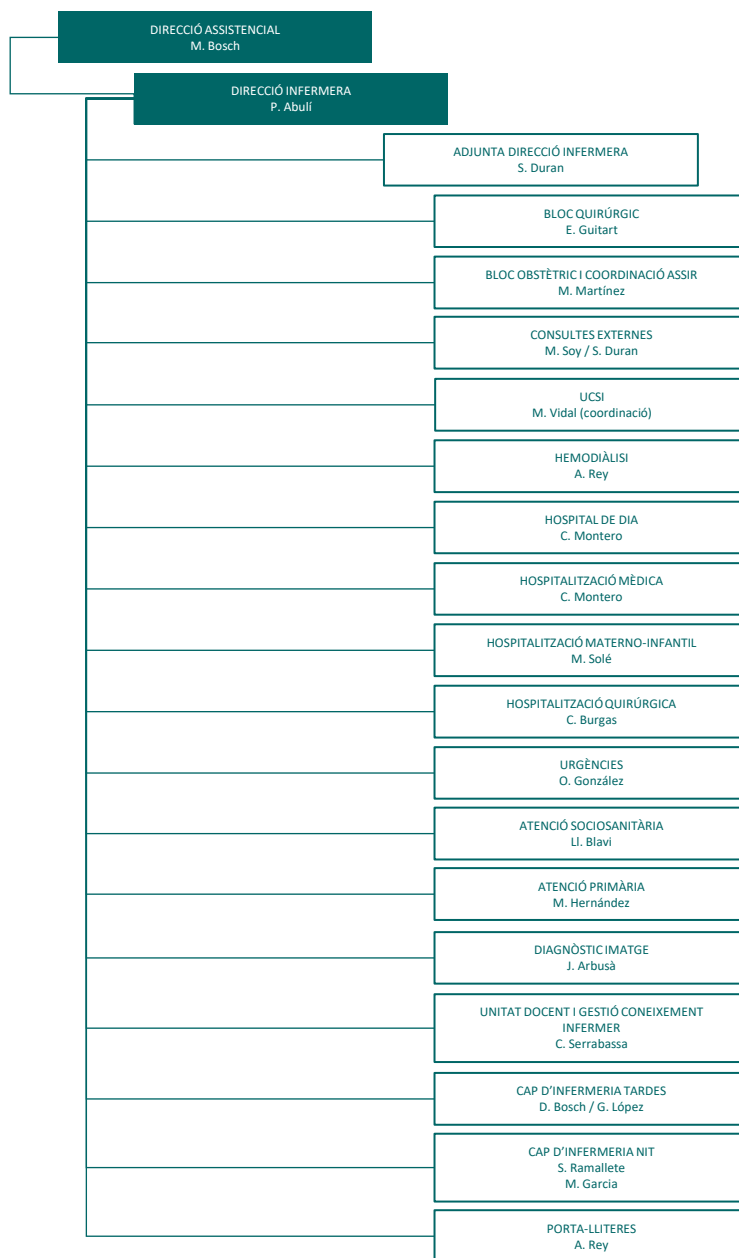 DIRECCIÓ ASSISTENCIAL
M. Bosch
DIRECCIÓ INFERMERA
P. Abulí
ADJUNTA DIRECCIÓ INFERMERA
S. Duran
BLOC QUIRÚRGIC
E. Guitart
BLOC OBSTÈTRIC I COORDINACIÓ ASSIR
M. Martínez
CONSULTES EXTERNES
M. Soy / S. Duran
UCSI
M. Vidal (coordinació)
HEMODIÀLISI
A. Rey
HOSPITAL DE DIA
C. Montero
HOSPITALITZACIÓ MÈDICA
C. Montero
HOSPITALITZACIÓ MATERNO-INFANTIL
M. Solé
HOSPITALITZACIÓ QUIRÚRGICA
C. Burgas
URGÈNCIES
O. González
ATENCIÓ SOCIOSANITÀRIA
Ll. Blavi
ATENCIÓ PRIMÀRIA
M. Hernández
DIAGNÒSTIC IMATGE
J. Arbusà
UNITAT DOCENT I GESTIÓ CONEIXEMENT
INFERMER
C. Serrabassa
CAP D’INFERMERIA TARDES
D. Bosch / G. López
CAP D’INFERMERIA NIT
S. Ramallete
M. Garcia
PORTA-LLITERES
A. Rey